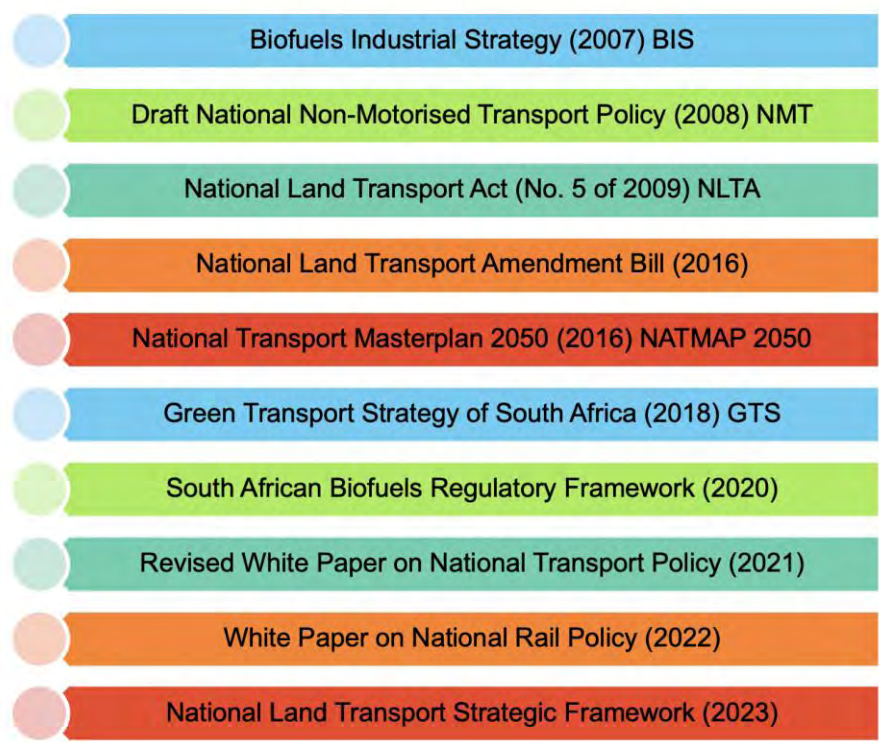 Biofuels Industrial Strategy (2007) BIS
Draft National Non-Motorised Transport Policy (2008) NMT
National Land Transport Act (No. 5 of 2009) NLTA
National Land Transport Amendment Bill (2016)
National Transport Masterplan 2050 (2016) NATMAP 2050
Green Transport Strategy of South Africa (2018) GTS
South African Biofuels Regulatory Framework (2020)
Revised White Paper on National Transport Policy (2021)
White Paper on National Rail Policy (2022)
National Land Transport Strategic Framework (2023)